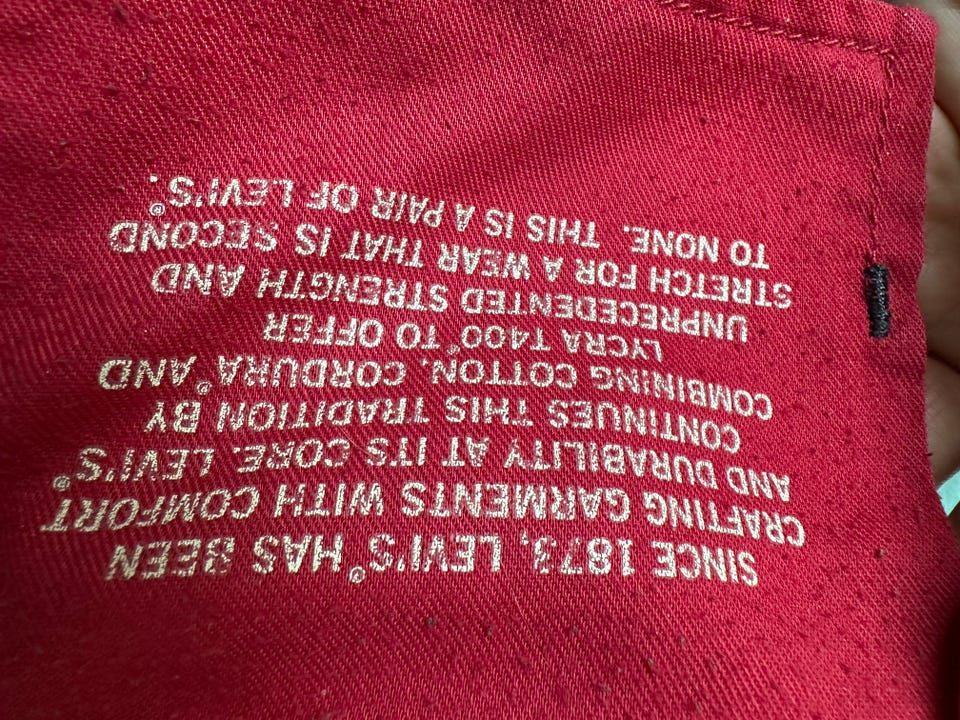 SINCE 1873, LEVI'S® HAS BEEN
CRAFTING GARMENTS WITH COMFORT
AND DURABILITY AT ITS CORE. LEVI'S®
CONTINUES THIS TRADITION BY
COMBINING COTTON, CORDURA® AND
LYCRA T400® TO OFFER
UNPRECEDENTED STRENGTH AND
STRETCH FOR A WEAR THAT IS SECOND
TO NONE. THIS IS A PAIR OF LEVI'S®.